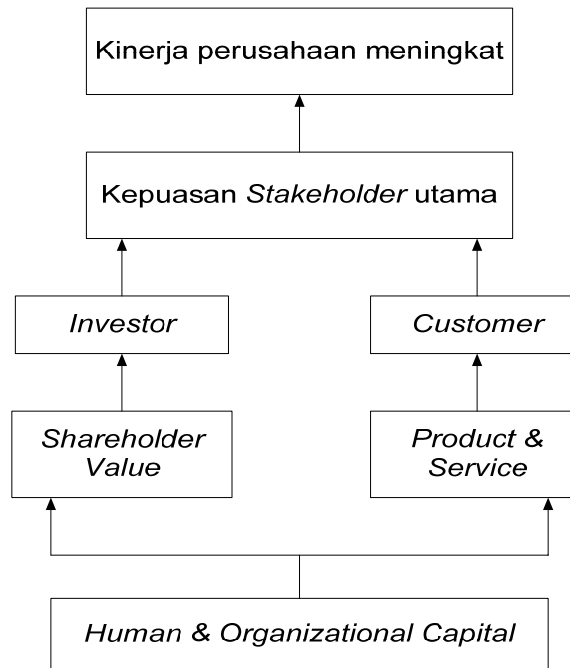 Kinerja perusahaan meningkat
Kepuasan Stakeholder utama
Investor
Customer
Shareholder
Value
Product &
Service
Human & Organizational Capital